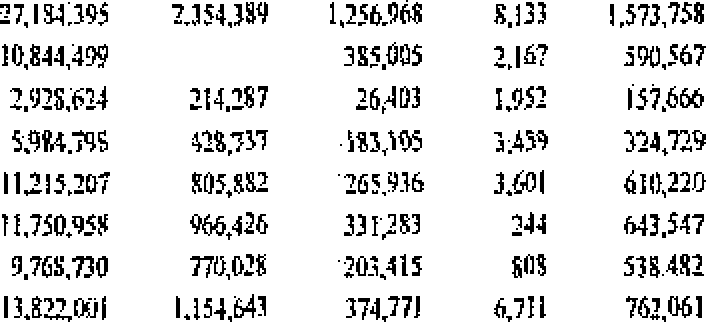 27,184,395 2,354,389 1,256,968 8,133 1,573,758
10,844,499 385,005 2,167 590,567
2,928,624 214,287 26,403 1,952 157,666
5,984,795 428,737 183,105 3,459 324,729
11,215,207 805,882 265,936 3,601 610,220
11,750,958 966,426 331,283 244 643,547
9,768,730 770,028 203,415 808 538,482
13,822,001 1,154,643 374,771 6,711 762,061